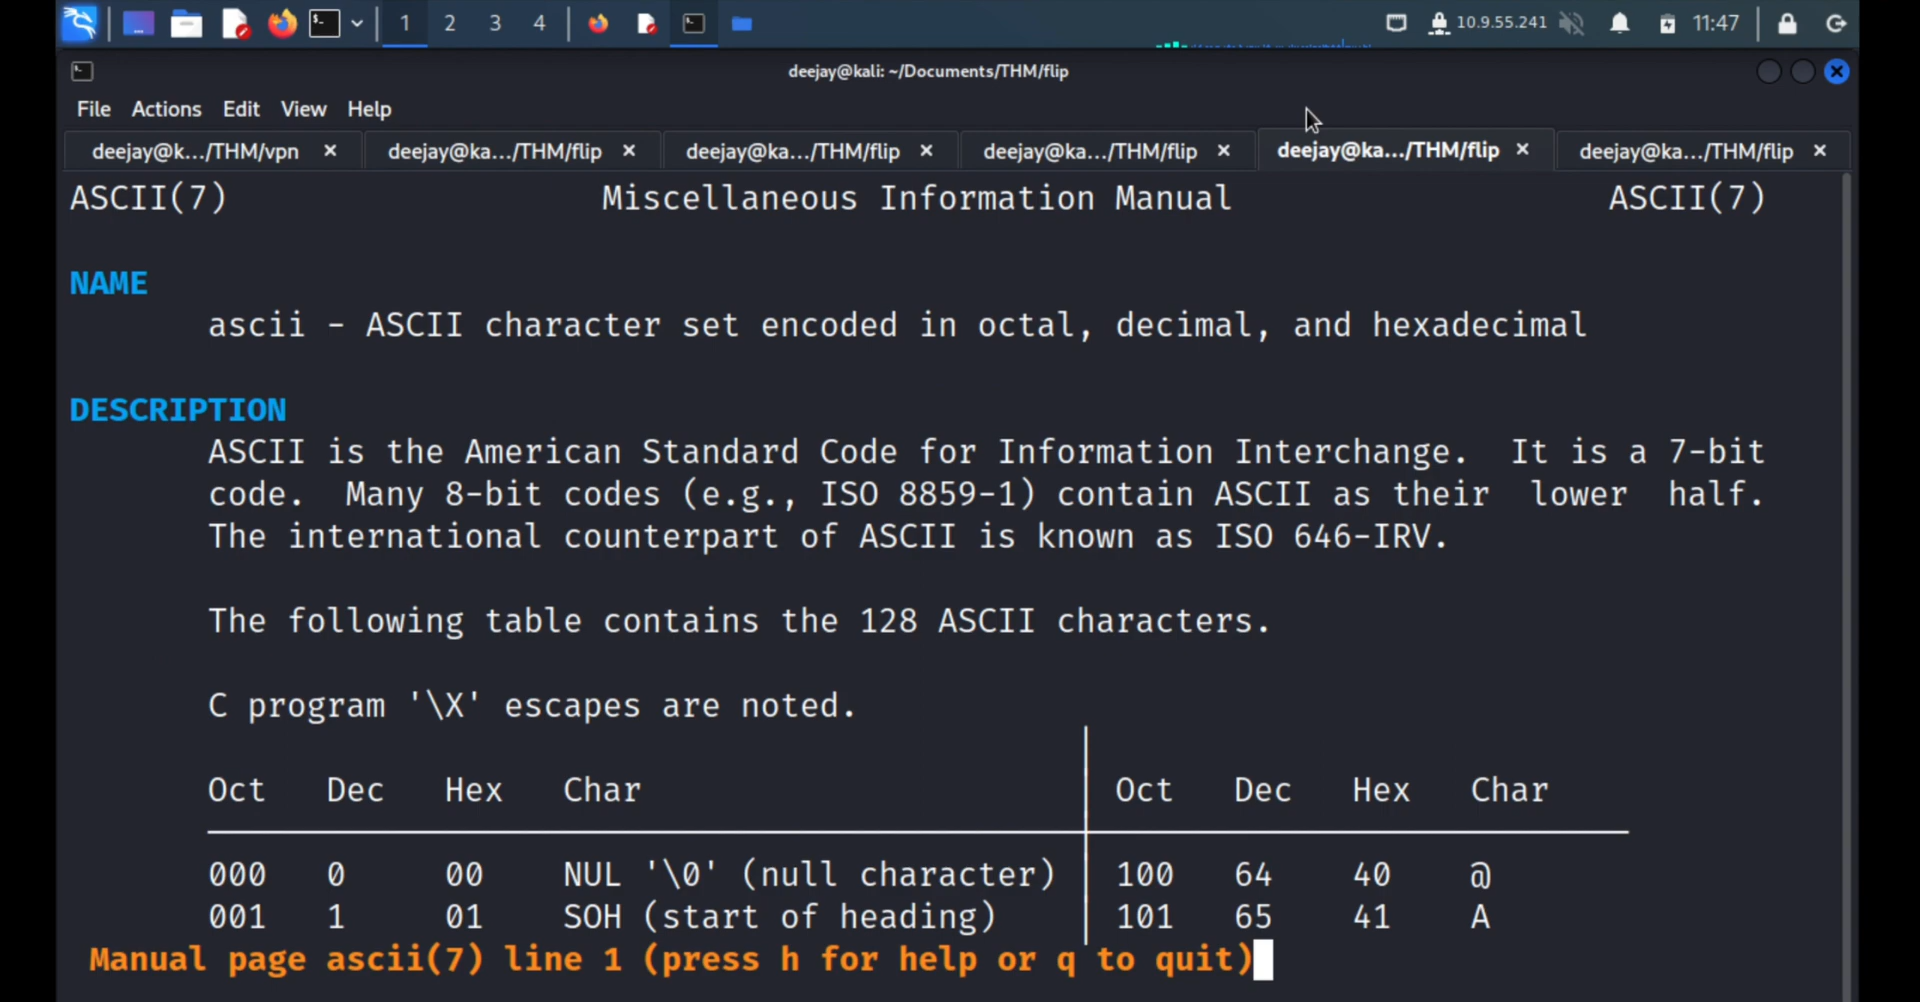 1 2 3 4 10.9.55.241 11:47
deejay@kali: ~/Documents/THM/flip
File Actions Edit View Help
deejay@k.../THM/vpn deejay@ka.../THM/flip deejay@ka.../THM/flip deejay@ka.../THM/flip deejay@ka.../THM/flip deejay@ka.../THM/flip
ASCII(7) Miscellaneous Information Manual ASCII(7)
NAME
ascii - ASCII character set encoded in octal, decimal, and hexadecimal
DESCRIPTION
ASCII is the American Standard Code for Information Interchange. It is a 7-bit
code. Many 8-bit codes (e.g., ISO 8859-1) contain ASCII as their lower half.
The international counterpart of ASCII is known as ISO 646-IRV.
The following table contains the 128 ASCII characters.
C program '\X' escapes are noted.
Oct Dec Hex Char Oct Dec Hex Char
000 0 00 NUL '\0' (null character) 100 64 40 @
001 1 01 SOH (start of heading) 101 65 41 A
Manual page ascii(7) line 1 (press h for help or q to quit)